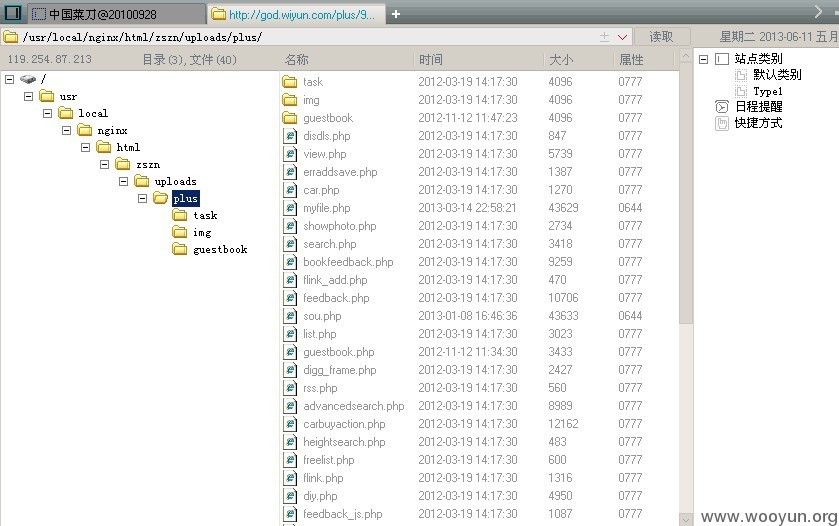 中国菜刀@20100928 http://god.wiyun.com/plus/9... +
/usr/local/nginx/html/zszn/uploads/plus/ 读取 星期二 2013-06-11 五月
119.254.87.213 目录(3),文件(40) 名称 时间 大小 属性
/
usr
local
nginx
html
zszn
uploads
plus
task
img
guestbook
task 2012-03-19 14:17:30 4096 0777
img 2012-03-19 14:17:30 4096 0777
guestbook 2012-11-12 11:47:23 4096 0777
disdls.php 2012-03-19 14:17:30 847 0777
view.php 2012-03-19 14:17:30 5739 0777
erraddsave.php 2012-03-19 14:17:30 1387 0777
car.php 2012-03-19 14:17:30 1270 0777
myfile.php 2013-03-14 22:58:21 43629 0644
showphoto.php 2012-03-19 14:17:30 2734 0777
search.php 2012-03-19 14:17:30 3418 0777
bookfeedback.php 2012-03-19 14:17:30 9259 0777
flink_add.php 2012-03-19 14:17:30 470 0777
feedback.php 2012-03-19 14:17:30 10706 0777
sou.php 2013-01-08 16:46:36 43633 0644
list.php 2012-03-19 14:17:30 3023 0777
guestbook.php 2012-11-12 11:34:30 3433 0777
digg_frame.php 2012-03-19 14:17:30 2427 0777
rss.php 2012-03-19 14:17:30 560 0777
advancedsearch.php 2012-03-19 14:17:30 8989 0777
carbuyaction.php 2012-03-19 14:17:30 12162 0777
heightsearch.php 2012-03-19 14:17:30 483 0777
freelist.php 2012-03-19 14:17:30 600 0777
flink.php 2012-03-19 14:17:30 1316 0777
diy.php 2012-03-19 14:17:30 4950 0777
feedback_js.php 2012-03-19 14:17:30 1087 0777
站点类别
默认类别
Type1
日程提醒
快捷方式
www.wooyun.org